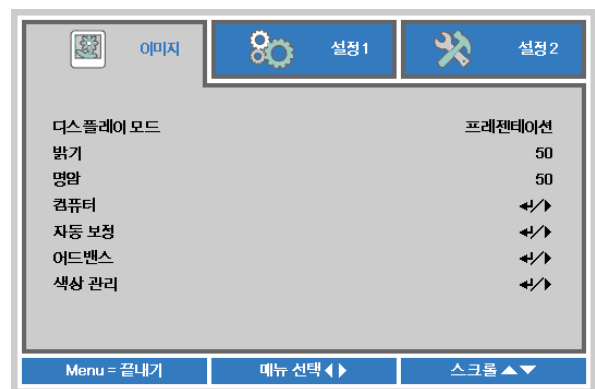 이미지 설정 1 설정 2
디스플레이 모드 프레젠테이션
밝기 50
명암 50
컴퓨터 ↵/▶
자동 보정 ↵/▶
어드밴스 ↵/▶
색상 관리 ↵/▶
Menu = 끝내기 메뉴 선택 ◀▶ 스크롤 ▲▼